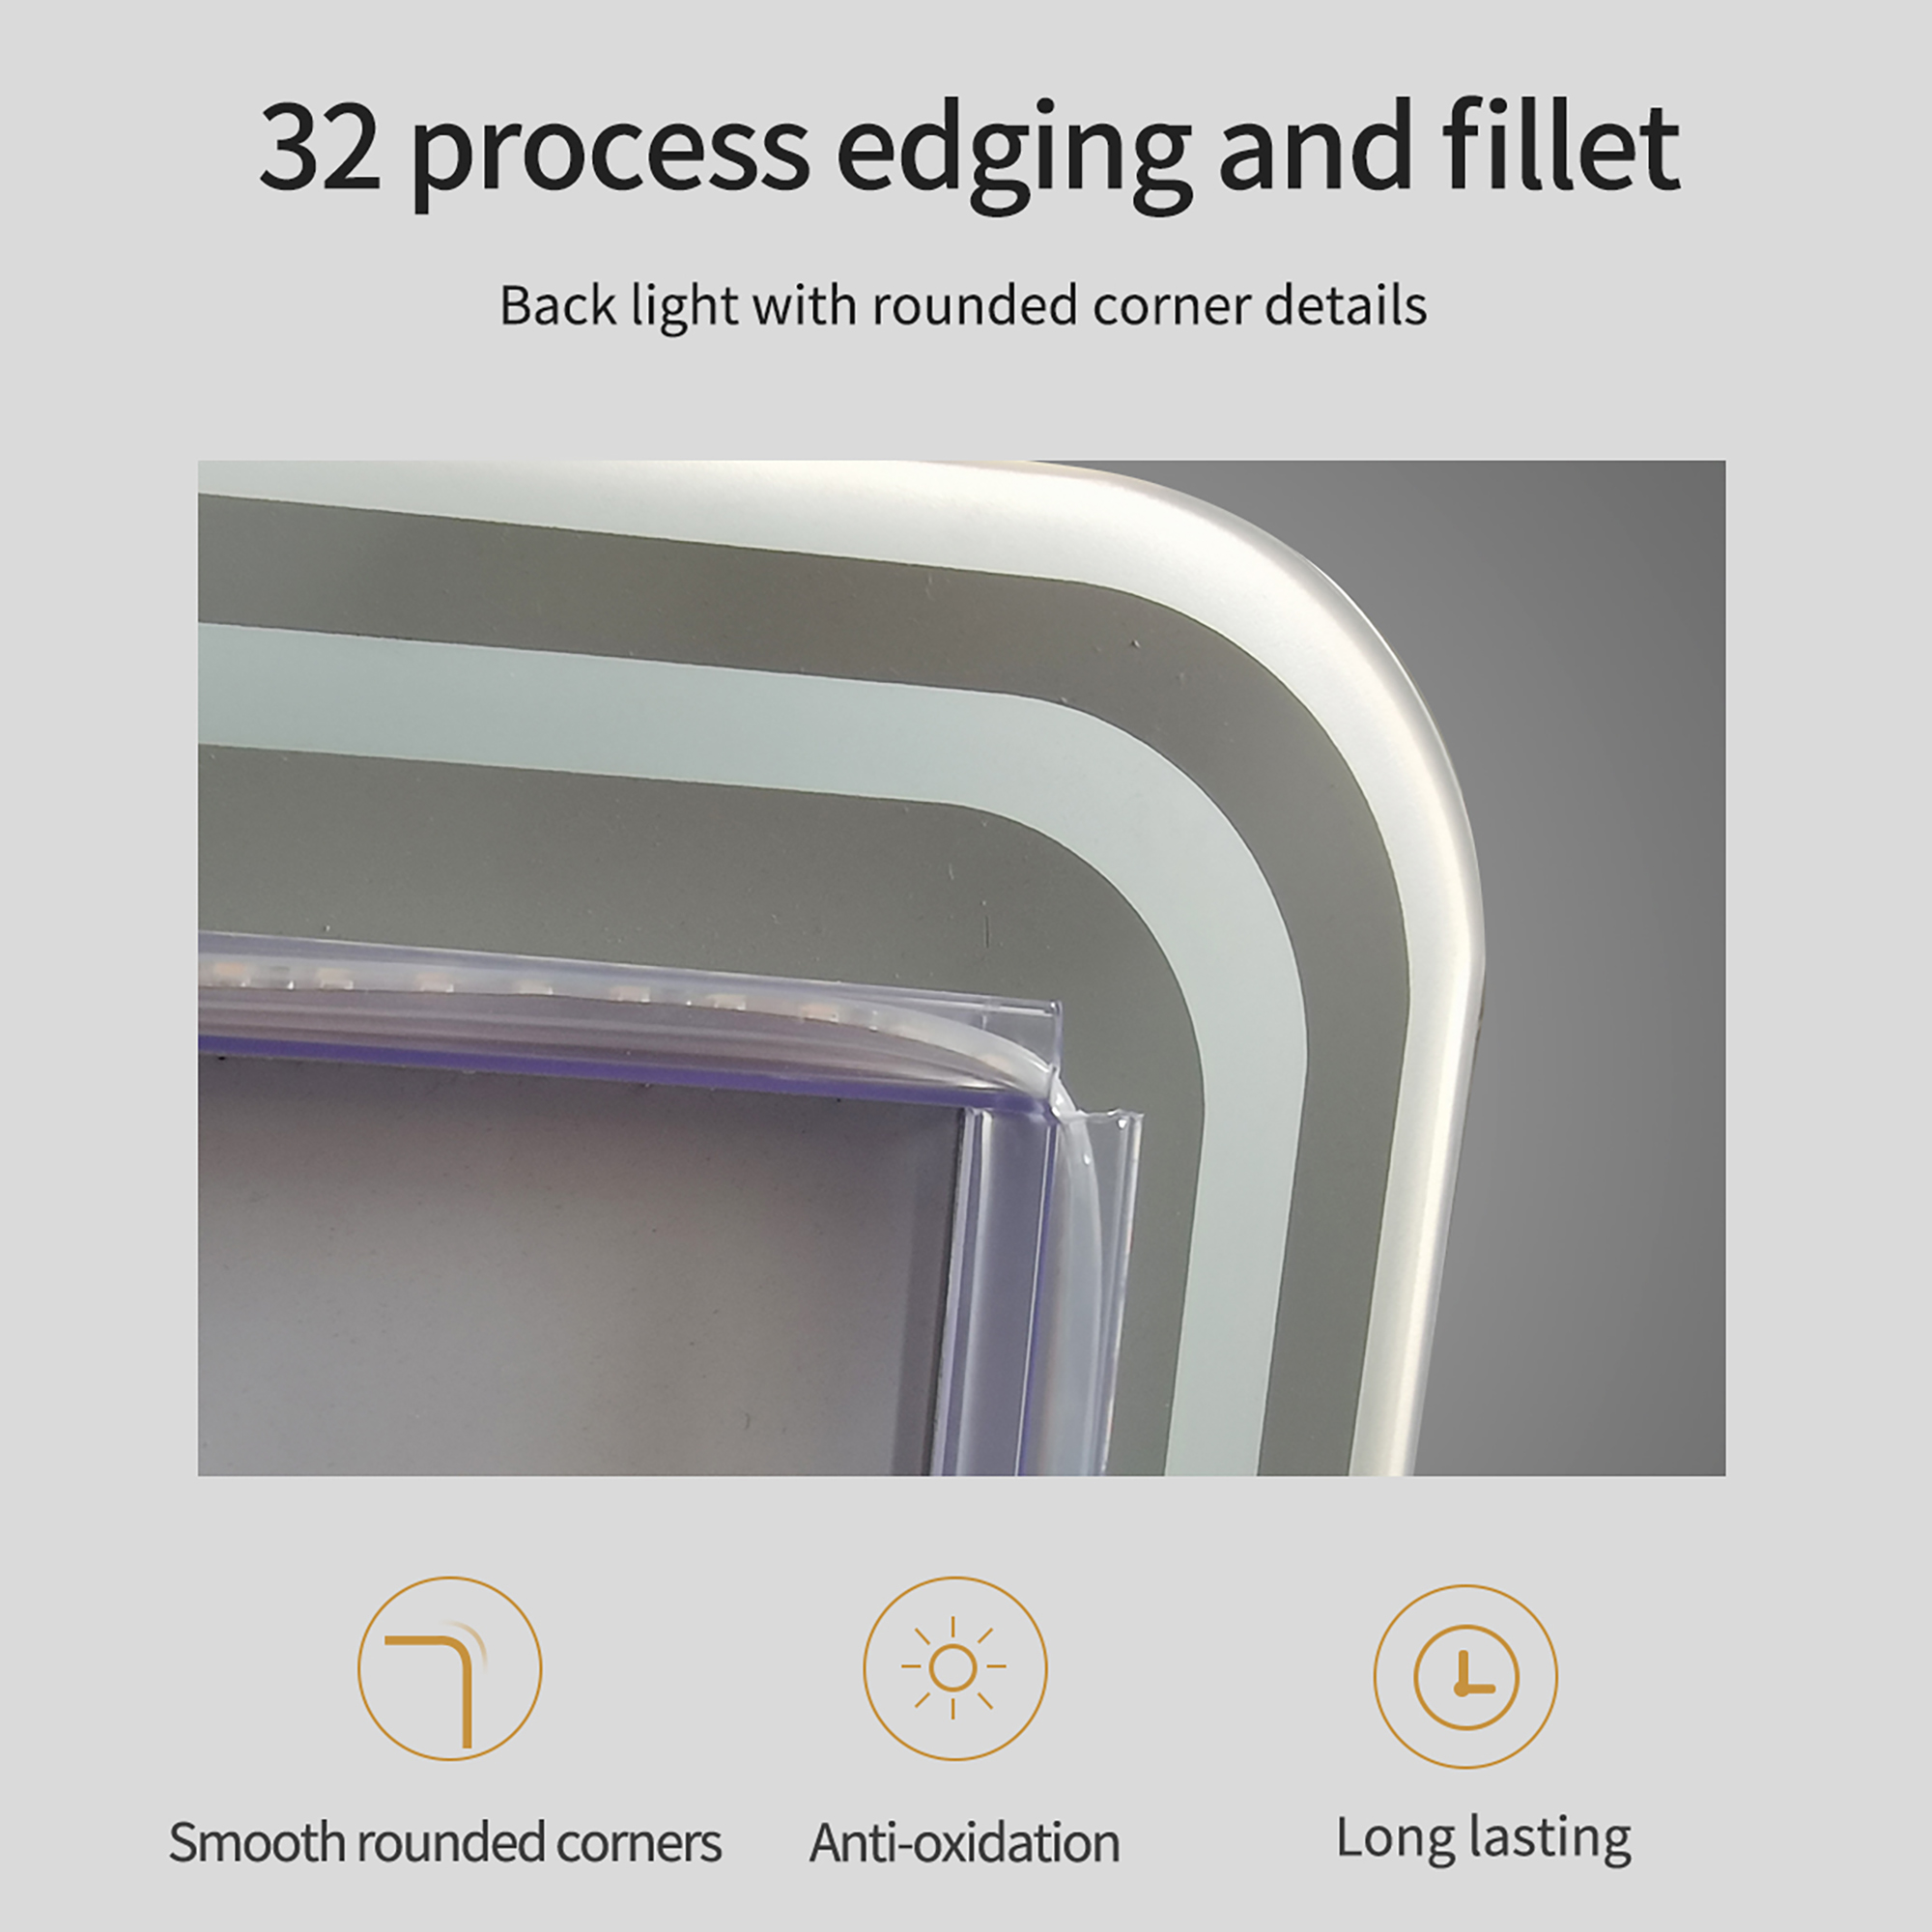 32 process edging and fillet
Back light with rounded corner details
Smooth rounded corners
Anti-oxidation
Long lasting